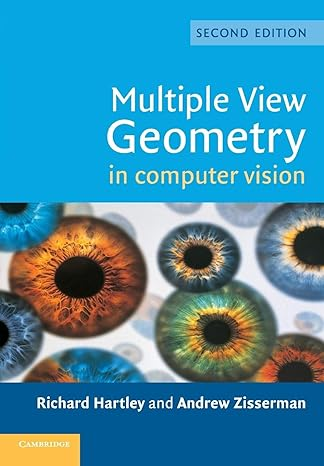 SECOND EDITION
Multiple View
Geometry
in computer vision
Richard Hartley and Andrew Zisserman
CAMBRIDGE